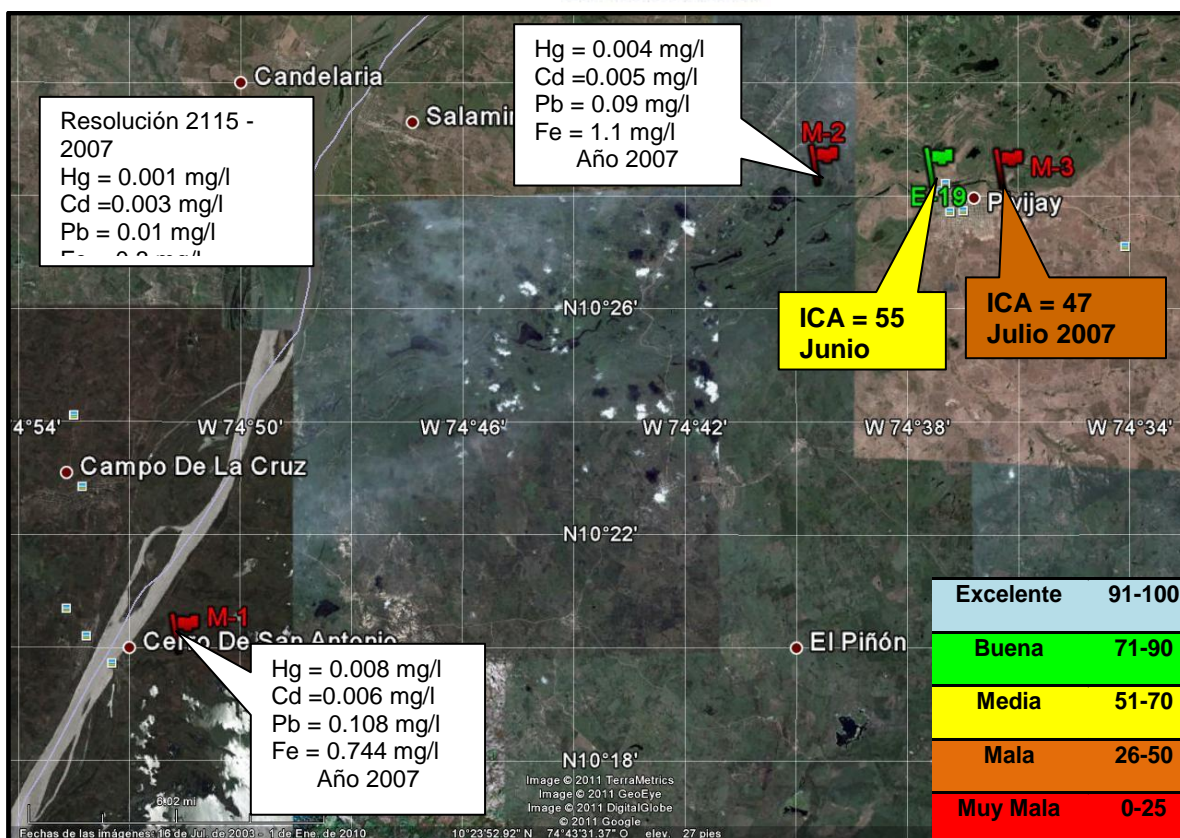 Candelaria
Salamin
Resolución 2115 -
2007
Hg = 0.001 mg/l
Cd =0.003 mg/l
Pb = 0.01 mg/l
Hg = 0.004 mg/l
Cd =0.005 mg/l
Pb = 0.09 mg/l
Fe = 1.1 mg/l
Año 2007
M-2
E-19
M-3
Pivijay
ICA = 55
Junio
ICA = 47
Julio 2007
N10°26'
4°54'
W 74°50'
W 74°46'
W 74°42'
W 74°38'
W 74°34'
Campo De La Cruz
N10°22'
M-1
Cerro De San Antonio
El Piñón
Hg = 0.008 mg/l
Cd =0.006 mg/l
Pb = 0.108 mg/l
Fe = 0.744 mg/l
Año 2007
N10°18'
Excelente 91-100
Buena 71-90
Media 51-70
Mala 26-50
Muy Mala 0-25
6.02 mi
Image © 2011 TerraMetrics
Image © 2011 GeoEye
Image © 2011 DigitalGlobe
© 2011 Google
Fechas de las imágenes: 16 de Jul. de 2003 - 1 de Ene. de 2010
10°23'52.92" N 74°43'31.37" O elev. 27 pies